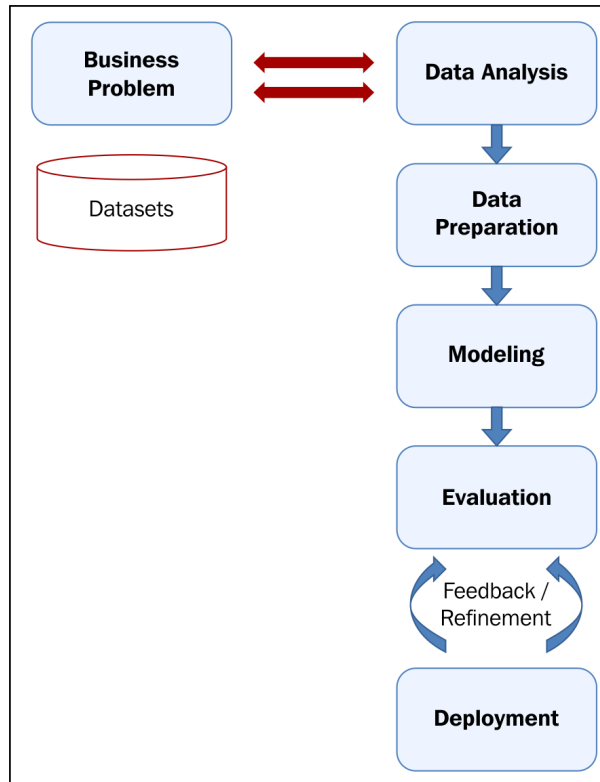 Business
Problem
Data Analysis
Datasets
Data
Preparation
Modeling
Evaluation
Feedback /
Refinement
Deployment